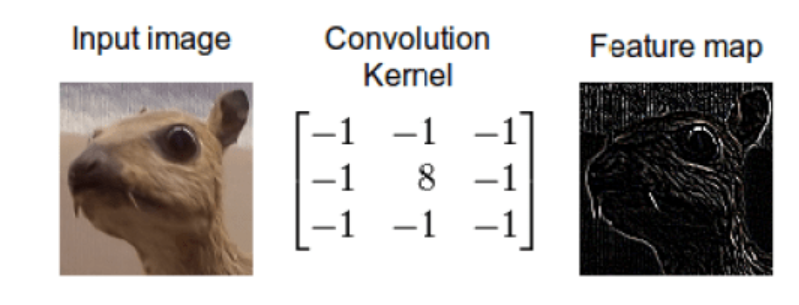 Input image
Convolution
Kernel
Feature map
−1 −1 −1
−1 8 −1
−1 −1 −1